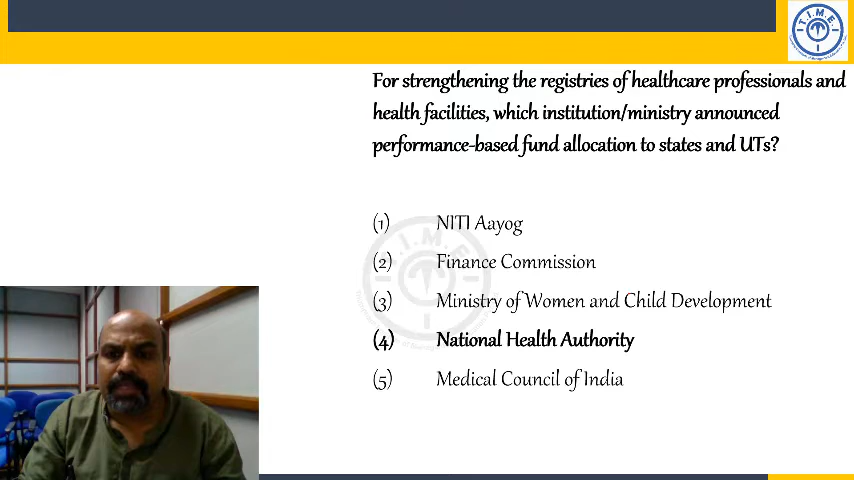 T.I.M.E.
For strengthening the registries of healthcare professionals and
health facilities, which institution/ministry announced
performance-based fund allocation to states and UTs?
(1) NITI Aayog
(2) Finance Commission
(3) Ministry of Women and Child Development
(4) National Health Authority
(5) Medical Council of India